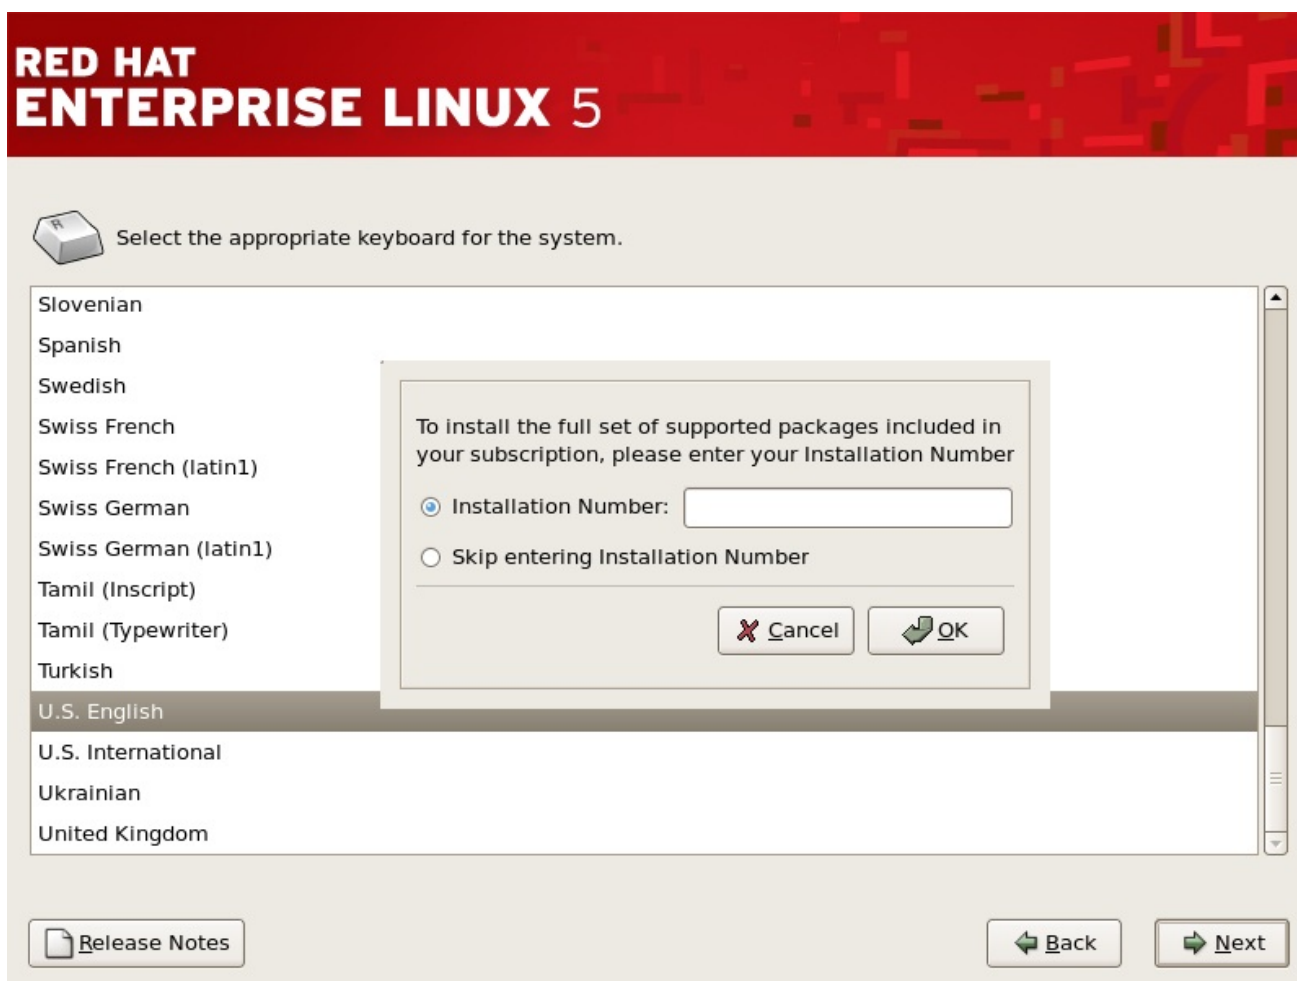 RED HAT
ENTERPRISE LINUX 5
R
Select the appropriate keyboard for the system.
Slovenian
Spanish
Swedish
Swiss French
Swiss French (latin1)
Swiss German
Swiss German (latin1)
Tamil (Inscript)
Tamil (Typewriter)
Turkish
U.S. English
U.S. International
Ukrainian
United Kingdom
To install the full set of supported packages included in
your subscription, please enter your Installation Number
Installation Number:
Skip entering Installation Number
Cancel
OK
Release Notes
Back
Next